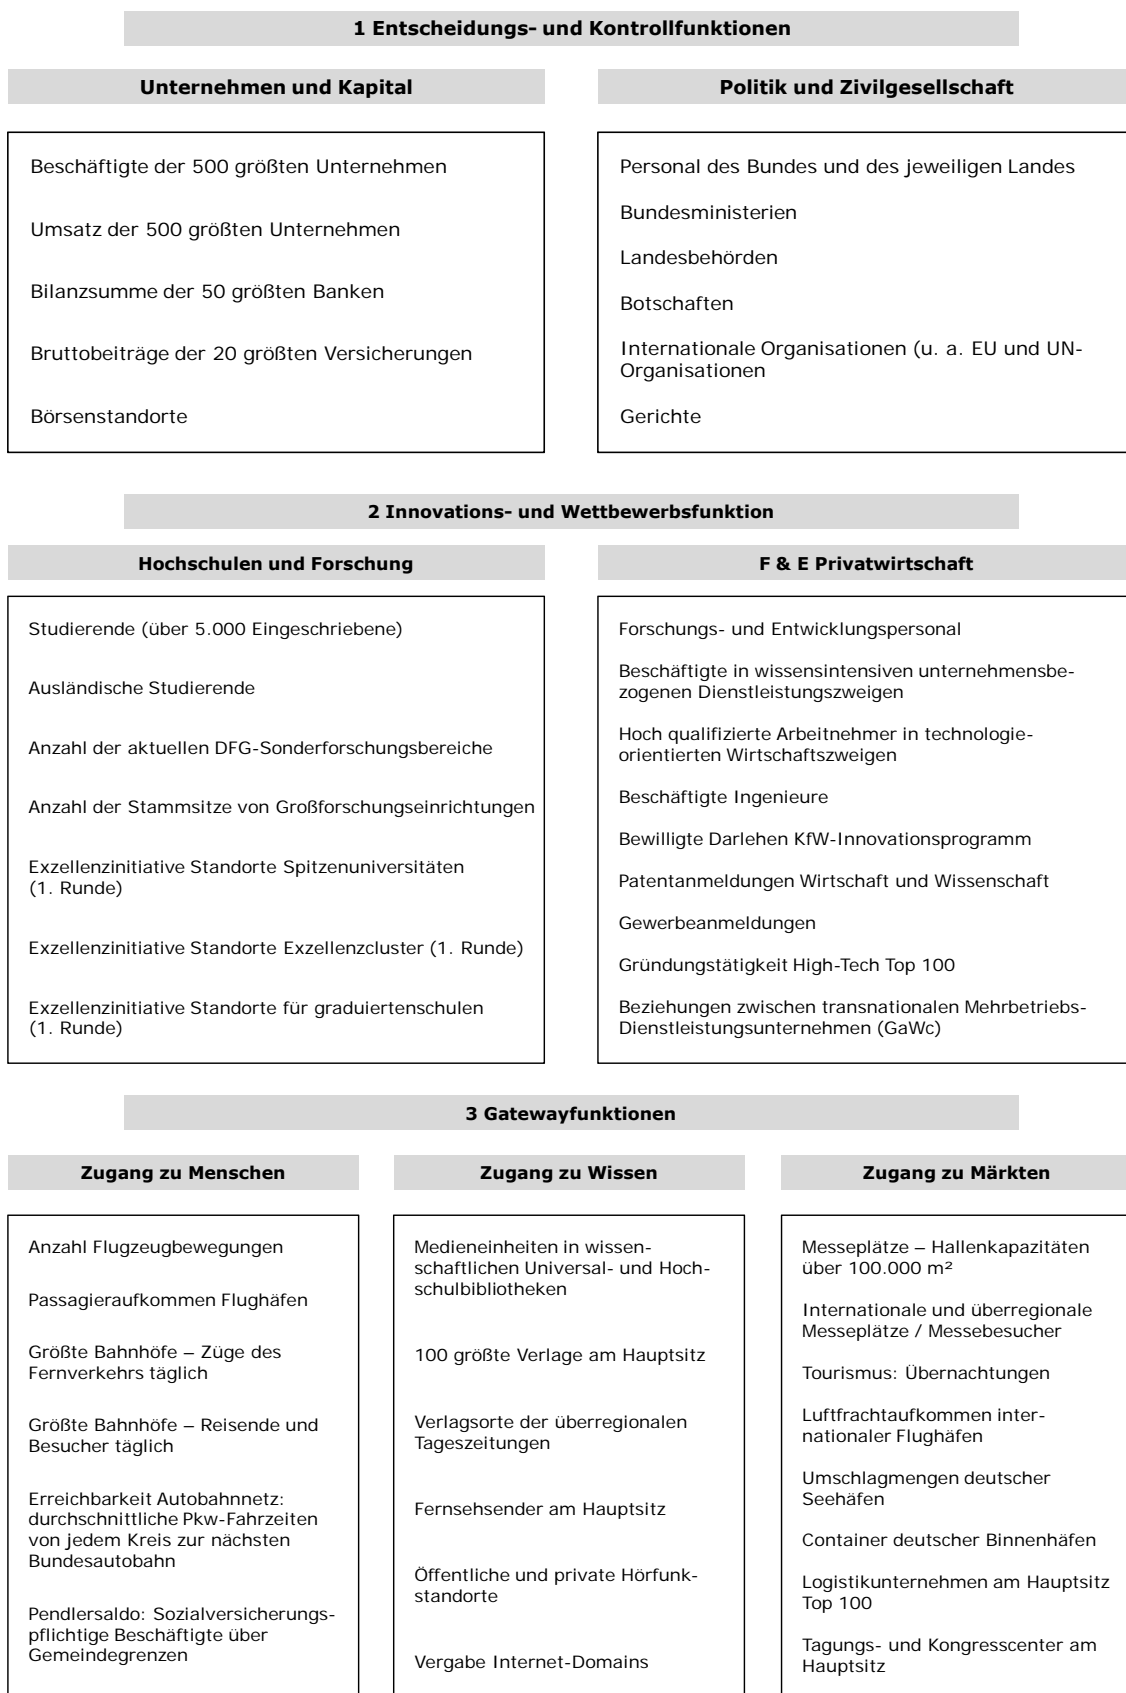 1 Entscheidungs- und Kontrollfunktionen
Unternehmen und Kapital
Beschäftigte der 500 größten Unternehmen
Umsatz der 500 größten Unternehmen
Bilanzsumme der 50 größten Banken
Bruttobeiträge der 20 größten Versicherungen
Börsenstandorte
Politik und Zivilgesellschaft
Personal des Bundes und des jeweiligen Landes
Bundesministerien
Landesbehörden
Botschaften
Internationale Organisationen (u. a. EU und UN-
Organisationen
Gerichte
2 Innovations- und Wettbewerbsfunktion
Hochschulen und Forschung
Studierende (über 5.000 Eingeschriebene)
Ausländische Studierende
Anzahl der aktuellen DFG-Sonderforschungsbereiche
Anzahl der Stammsitze von Großforschungseinrichtungen
Exzellenzinitiative Standorte Spitzenuniversitäten
(1. Runde)
Exzellenzinitiative Standorte Exzellenzcluster (1. Runde)
Exzellenzinitiative Standorte für graduiertenschulen
(1. Runde)
F & E Privatwirtschaft
Forschungs- und Entwicklungspersonal
Beschäftigte in wissensintensiven unternehmensbe-
zogenen Dienstleistungszweigen
Hoch qualifizierte Arbeitnehmer in technologie-
orientierten Wirtschaftszweigen
Beschäftigte Ingenieure
Bewilligte Darlehen KfW-Innovationsprogramm
Patentanmeldungen Wirtschaft und Wissenschaft
Gewerbeanmeldungen
Gründungstätigkeit High-Tech Top 100
Beziehungen zwischen transnationalen Mehrbetriebs-
Dienstleistungsunternehmen (GaWc)
3 Gatewayfunktionen
Zugang zu Menschen
Anzahl Flugzeugbewegungen
Passagieraufkommen Flughäfen
Größte Bahnhöfe – Züge des
Fernverkehrs täglich
Größte Bahnhöfe – Reisende und
Besucher täglich
Erreichbarkeit Autobahnnetz:
durchschnittliche Pkw-Fahrzeiten
von jedem Kreis zur nächsten
Bundesautobahn
Pendlersaldo: Sozialversicherungs-
pflichtige Beschäftigte über
Gemeindegrenzen
Zugang zu Wissen
Medieneinheiten in wissen-
schaftlichen Universal- und Hoch-
schulbibliotheken
100 größte Verlage am Hauptsitz
Verlagsorte der überregionalen
Tageszeitungen
Fernsehsender am Hauptsitz
Öffentliche und private Hörfunk-
standorte
Vergabe Internet-Domains
Zugang zu Märkten
Messeplätze – Hallenkapazitäten
über 100.000 m²
Internationale und überregionale
Messeplätze / Messebesucher
Tourismus: Übernachtungen
Luftfrachtaufkommen inter-
nationaler Flughäfen
Umschlagmengen deutscher
Seehäfen
Container deutscher Binnenhäfen
Logistikunternehmen am Hauptsitz
Top 100
Tagungs- und Kongresscenter am
Hauptsitz